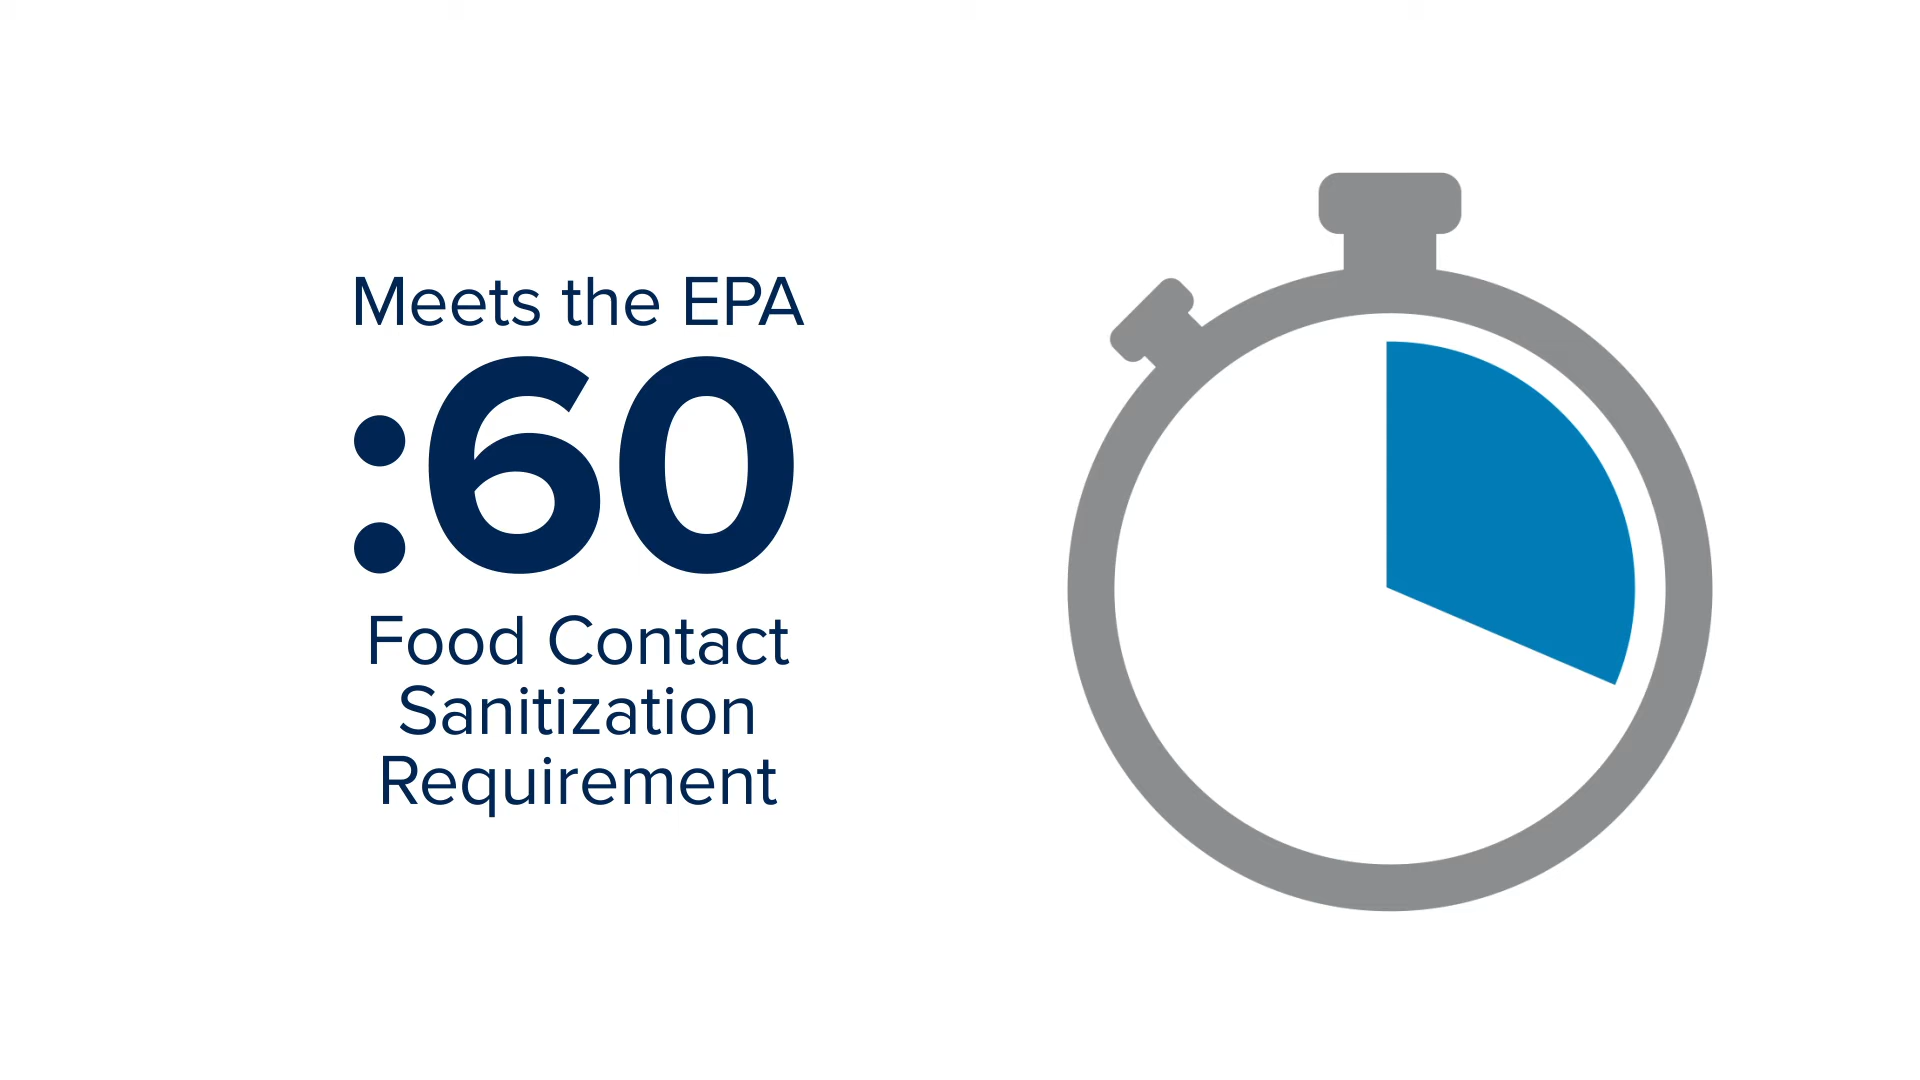 Meets the EPA
:60
Food Contact
Sanitization
Requirement